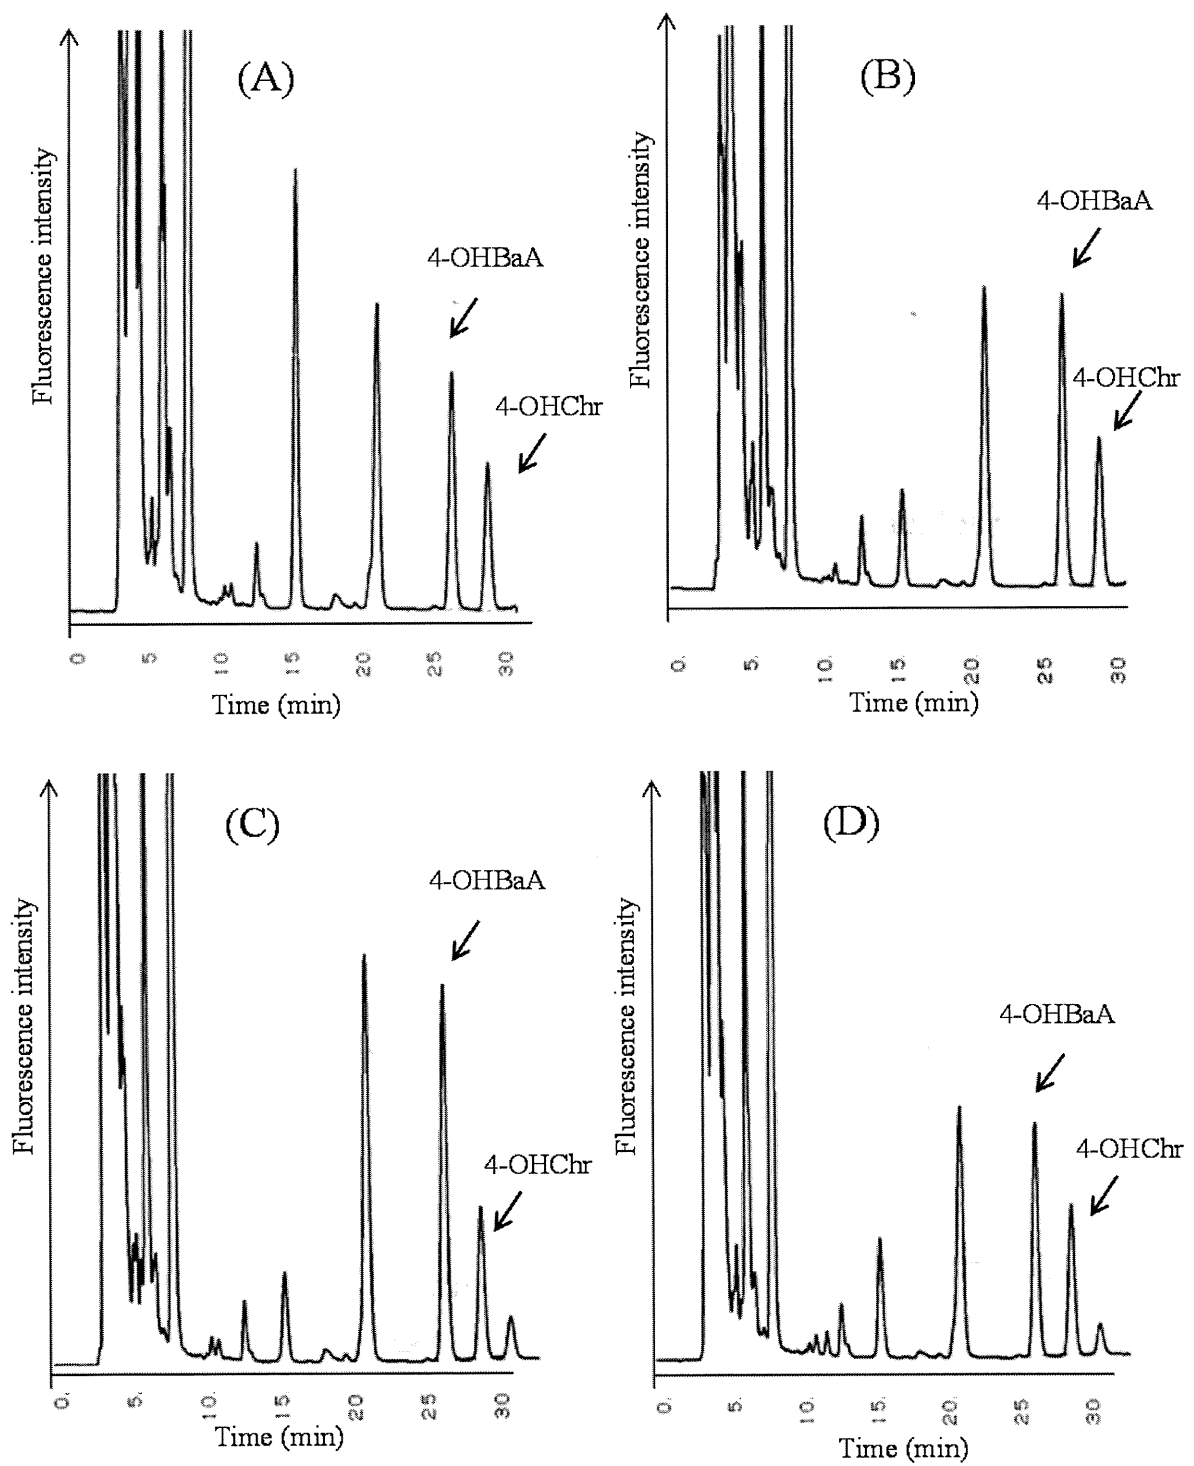 (A)
Fluorescence intensity
4-OHBaA
4-OHChr
0. 5. 10 15 20 25 30
Time (min)
(B)
Fluorescence intensity
4-OHBaA
4-OHChr
0. 5. 10. 15. 20. 25 30
Time (min)
(C)
Fluorescence intensity
4-OHBaA
4-OHChr
0. 5. 10. 15. 20 25 30
Time (min)
(D)
Fluorescence intensity
4-OHBaA
4-OHChr
0. 5. 10. 15. 20. 25 30
Time (min)